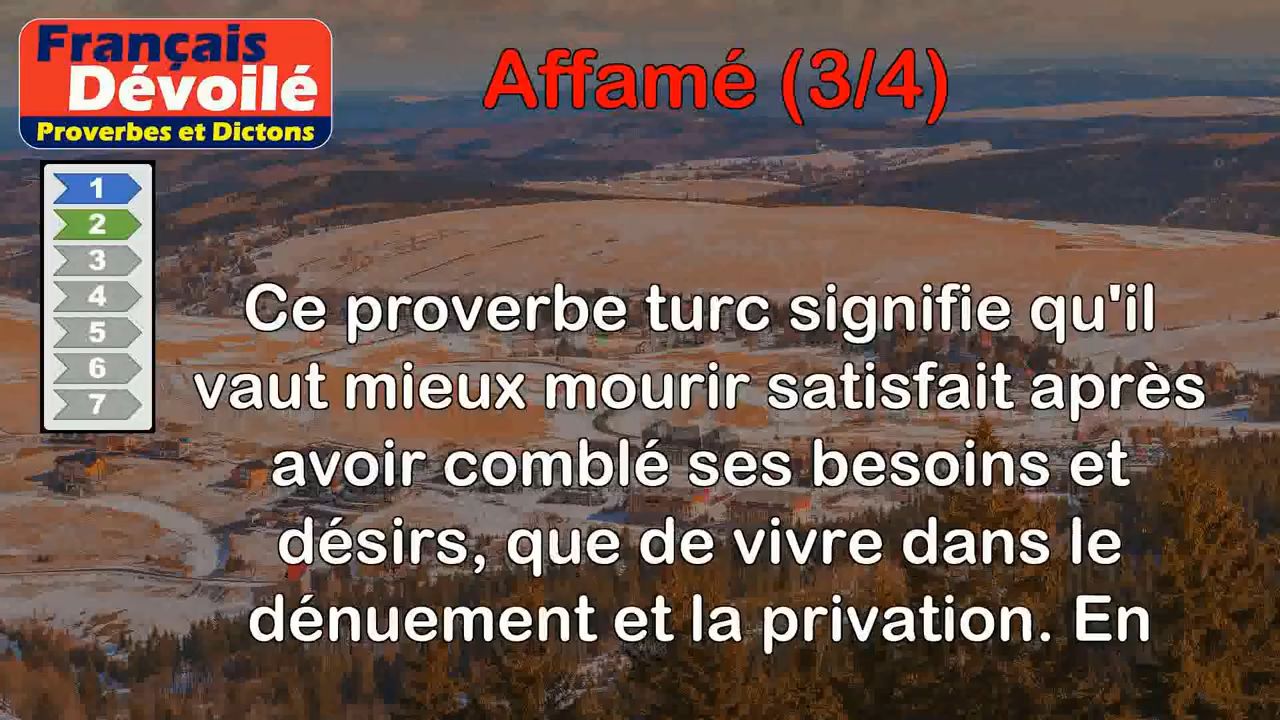 Français
Dévoilé
Proverbes et Dictons
Affamé (3/4)
1
2
3
4
5
6
7
Ce proverbe turc signifie qu'il
vaut mieux mourir satisfait après
avoir comblé ses besoins et
désirs, que de vivre dans le
dénuement et la privation. En